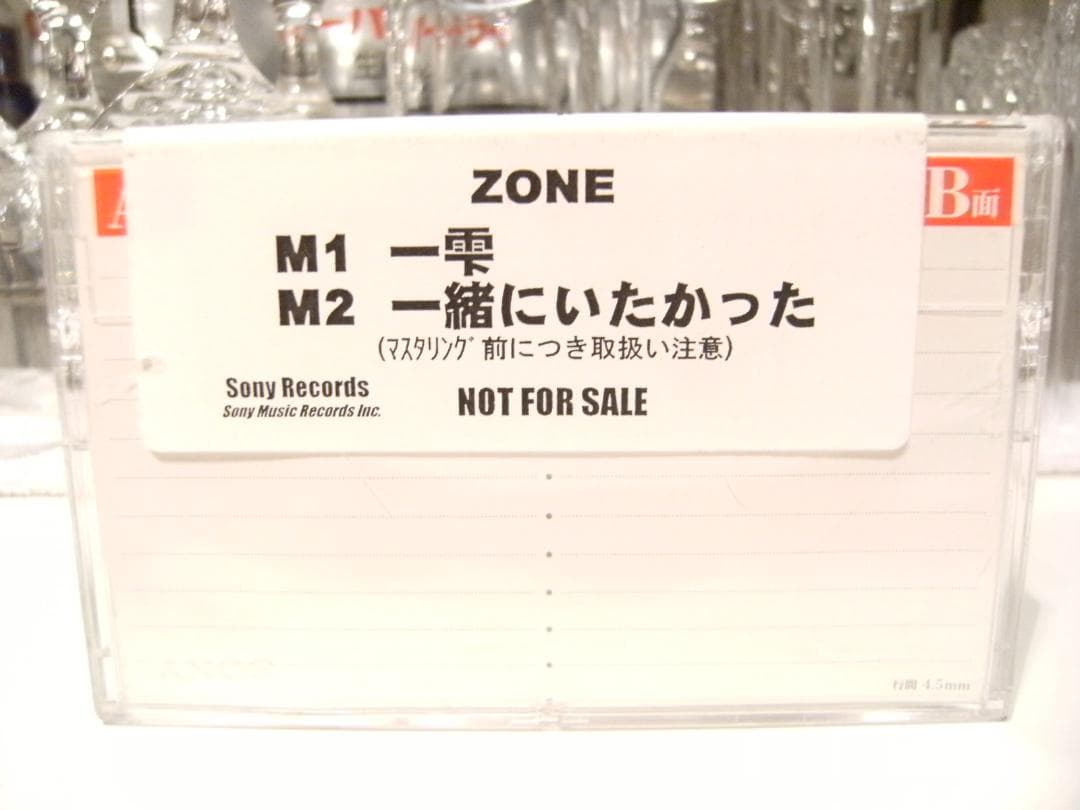 ZONE
A
B面
M1 一雫
M2 一緒にいたかった
(ﾏｽﾀﾘﾝｸﾞ前につき取扱い注意)
Sony Records
Sony Music Records Inc.
NOT FOR SALE
行間 4.5mm